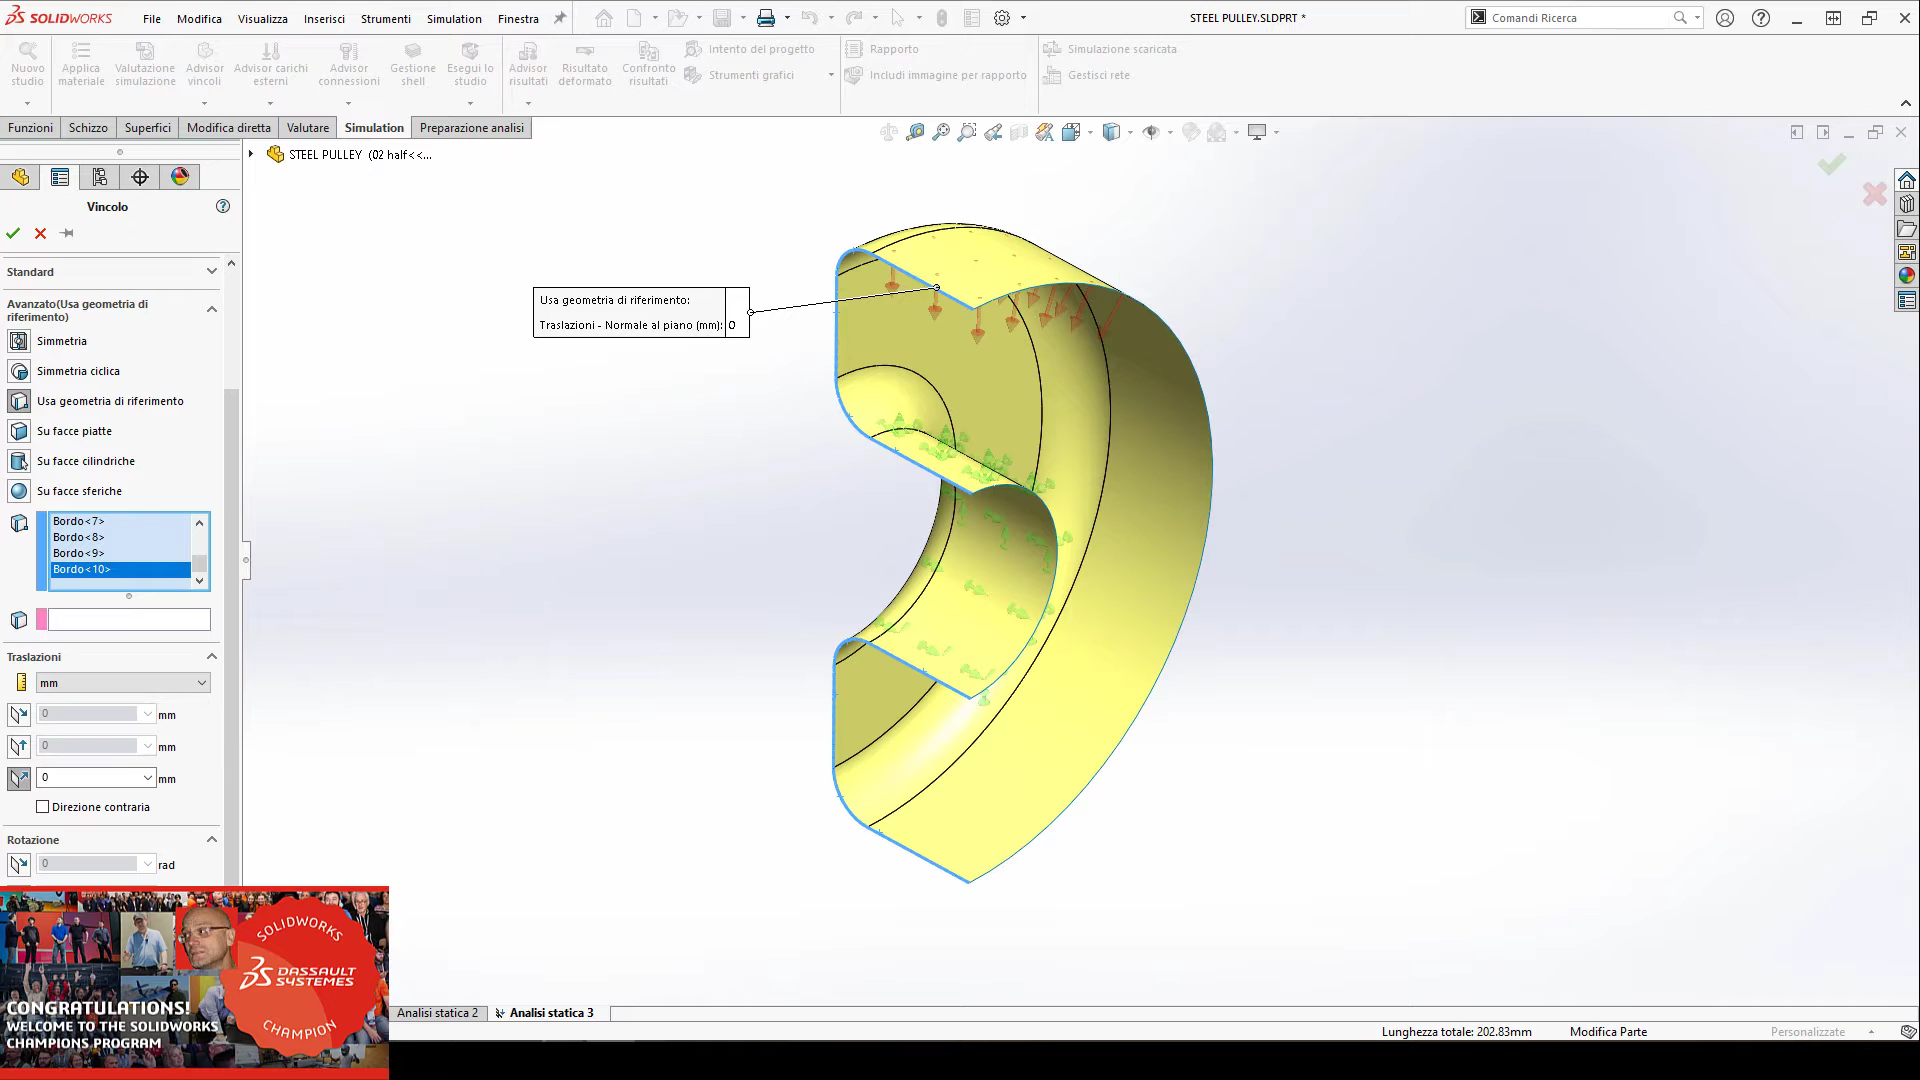 SOLIDWORKS File Modifica Visualizza Inserisci Strumenti Simulation Finestra STEEL PULLEY.SLDPRT * Comandi Ricerca
Nuovo studio
Applica materiale
Valutazione simulazione
Advisor vincoli
Advisor carichi esterni
Advisor connessioni
Gestione shell
Esegui lo studio
Advisor risultati
Risultato deformato
Confronto risultati
Intento del progetto
Strumenti grafici
Rapporto
Includi immagine per rapporto
Simulazione scaricata
Gestisci rete
Funzioni Schizzo Superfici Modifica diretta Valutare Simulation Preparazione analisi
STEEL PULLEY (02 half<<...
Vincolo
Standard
Avanzato(Usa geometria di
riferimento)
Simmetria
Simmetria ciclica
Usa geometria di riferimento
Su facce piatte
Su facce cilindriche
Su facce sferiche
Bordo<7>
Bordo<8>
Bordo<9>
Bordo<10>
Traslazioni
mm
0 mm
0 mm
0 mm
Direzione contraria
Rotazione
0 rad
Usa geometria di riferimento:
Traslazioni - Normale al piano (mm): 0
SOLIDWORKS
DASSAULT
SYSTEMES
CHAMPION
CONGRATULATIONS!
WELCOME TO THE SOLIDWORKS
CHAMPIONS PROGRAM
Analisi statica 2 Analisi statica 3
Lunghezza totale: 202.83mm Modifica Parte Personalizzate